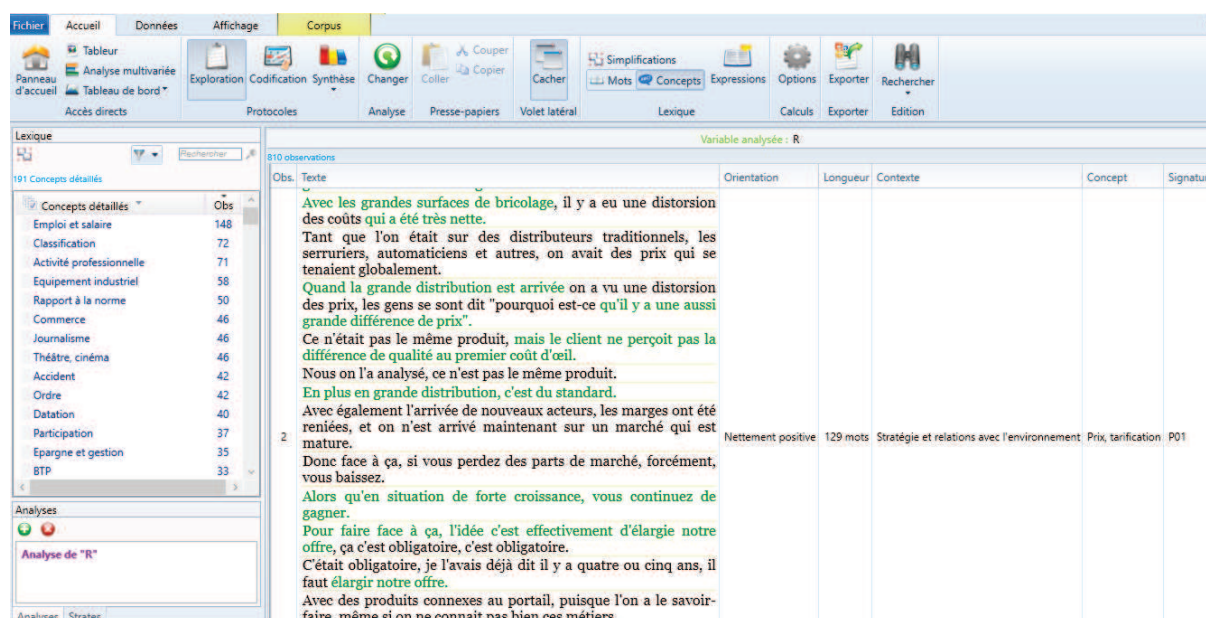 Fichier Accueil Données Affichage Corpus
Tableur
Analyse multivariée
Tableau de bord
Panneau d'accueil
Accès directs
Exploration Codification Synthèse
Protocoles
Changer
Analyse
Coller
Couper
Copier
Presse-papiers
Cacher
Volet latéral
Simplifications
Mots Concepts Expressions
Lexique
Options
Calculs
Exporter
Exporter
Rechercher
Edition
Lexique
Rechercher
191 Concepts détaillés
Concepts détaillés Obs
Emploi et salaire 148
Classification 72
Activité professionnelle 71
Equipement industriel 58
Rapport à la norme 50
Commerce 46
Journalisme 46
Théâtre, cinéma 46
Accident 42
Ordre 42
Datation 40
Participation 37
Epargne et gestion 35
BTP 33
Analyses
Analyse de "R"
Analyses Strates
Variable analysée : R
810 observations
Obs. Texte Orientation Longueur Contexte Concept Signatur
Avec les grandes surfaces de bricolage, il y a eu une distorsion
des coûts qui a été très nette.
Tant que l'on était sur des distributeurs traditionnels, les
serruriers, automaticiens et autres, on avait des prix qui se
tenaient globalement.
Quand la grande distribution est arrivée on a vu une distorsion
des prix, les gens se sont dit "pourquoi est-ce qu'il y a une aussi
grande différence de prix".
Ce n'était pas le même produit, mais le client ne perçoit pas la
différence de qualité au premier coût d'œil.
Nous on l'a analysé, ce n'est pas le même produit.
En plus en grande distribution, c'est du standard.
Avec également l'arrivée de nouveaux acteurs, les marges ont été
reniées, et on n'est arrivé maintenant sur un marché qui est
mature.
2 Nettement positive 129 mots Stratégie et relations avec l'environnement Prix, tarification P01
Donc face à ça, si vous perdez des parts de marché, forcément,
vous baissez.
Alors qu'en situation de forte croissance, vous continuez de
gagner.
Pour faire face à ça, l'idée c'est effectivement d'élargie notre
offre, ça c'est obligatoire, c'est obligatoire.
C'était obligatoire, je l'avais déjà dit il y a quatre ou cinq ans, il
faut élargir notre offre.
Avec des produits connexes au portail, puisque l'on a le savoir-
faire, même si on ne connait pas bien ces métiers